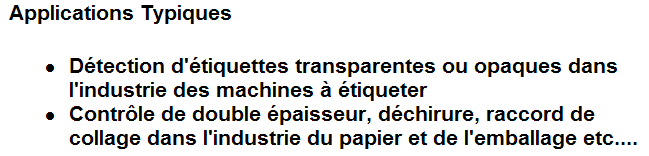 Applications Typiques
• Détection d'étiquettes transparentes ou opaques dans
l'industrie des machines à étiqueter
• Contrôle de double épaisseur, déchirure, raccord de
collage dans l'industrie du papier et de l'emballage etc....